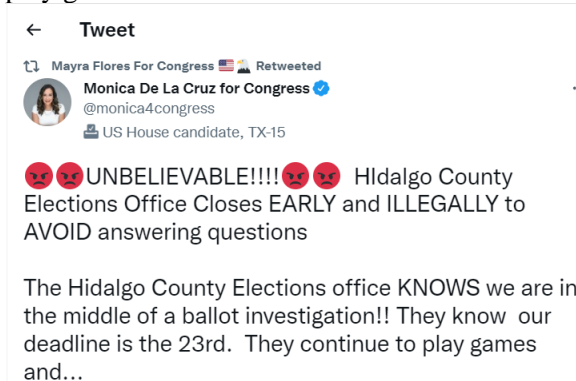 ← Tweet
Mayra Flores For Congress 🇺🇸 Retweeted
Monica De La Cruz for Congress
@monica4congress
US House candidate, TX-15
😡😡UNBELIEVABLE!!!!😡😡 HIdalgo County
Elections Office Closes EARLY and ILLEGALLY to
AVOID answering questions
The Hidalgo County Elections office KNOWS we are in
the middle of a ballot investigation!! They know our
deadline is the 23rd. They continue to play games
and...